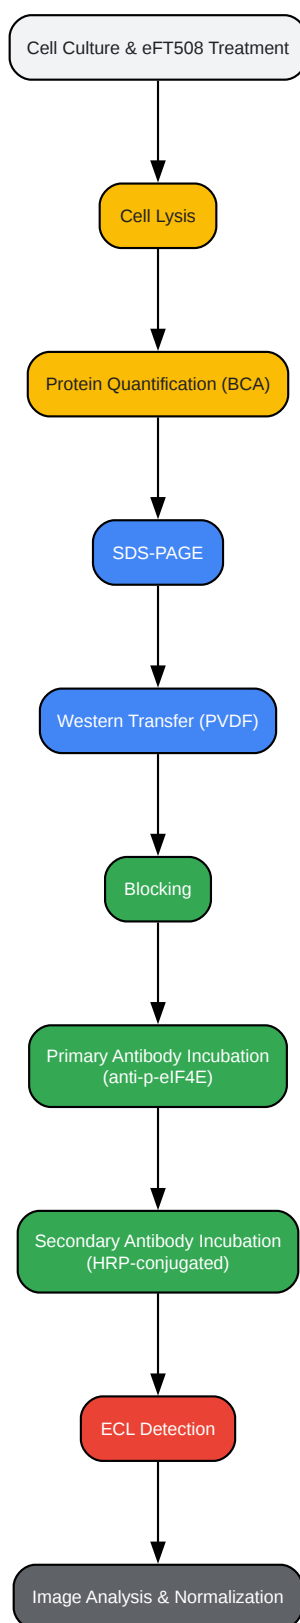 Cell Culture & eFT508 Treatment
Cell Lysis
Protein Quantification (BCA)
SDS-PAGE
Western Transfer (PVDF)
Blocking
Primary Antibody Incubation
(anti-p-eIF4E)
Secondary Antibody Incubation
(HRP-conjugated)
ECL Detection
Image Analysis & Normalization